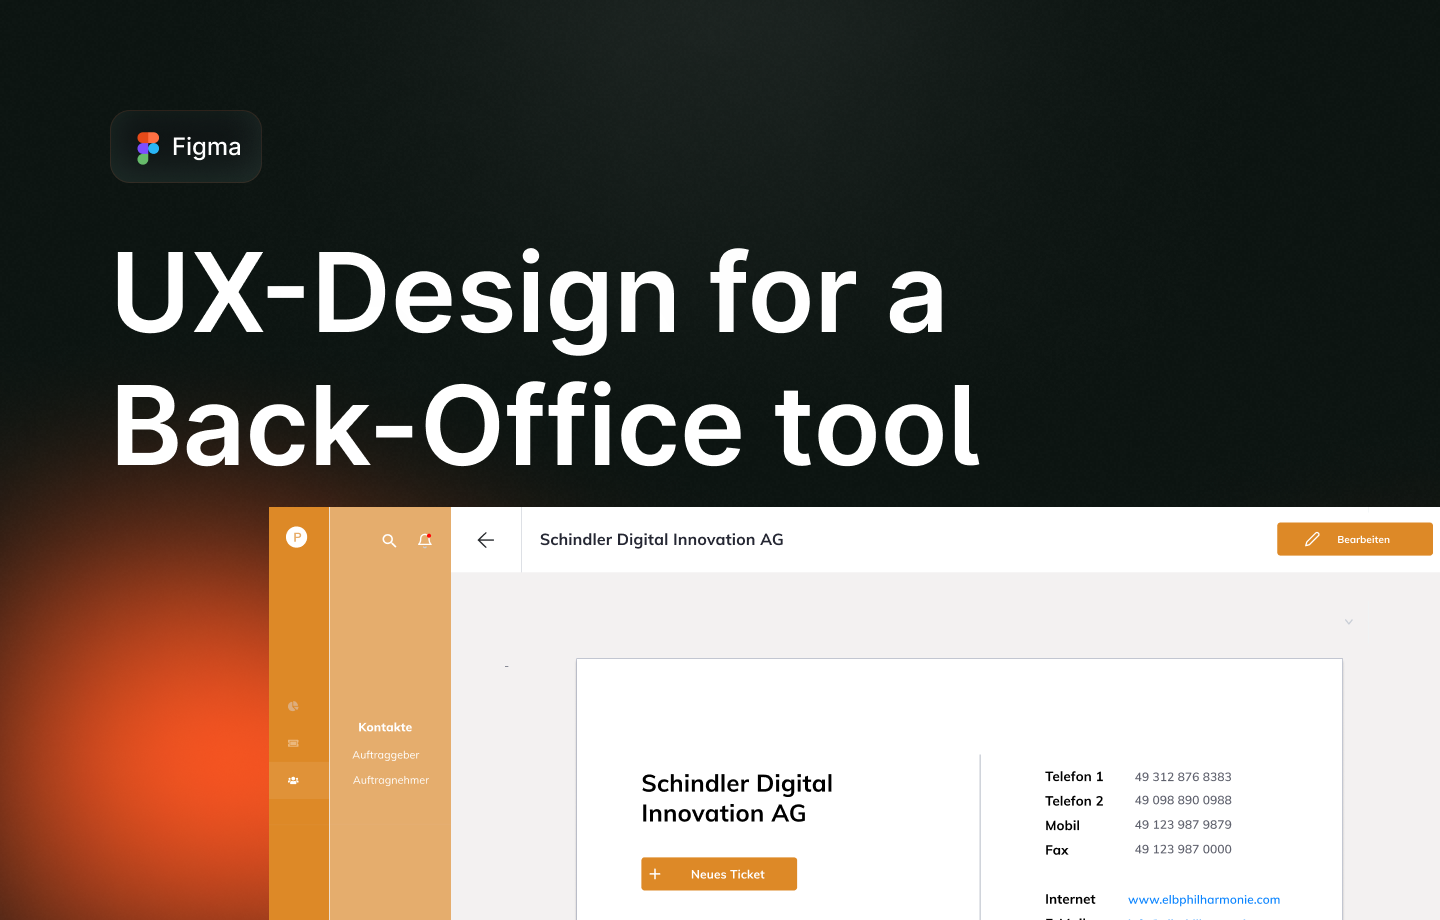 Figma
UX-Design for a
Back-Office tool
P
Schindler Digital Innovation AG
Bearbeiten
-
Kontakte
Auftraggeber
Auftragnehmer
Schindler Digital
Innovation AG
+ Neues Ticket
Telefon 1 49 312 876 8383
Telefon 2 49 098 890 0988
Mobil 49 123 987 9879
Fax 49 123 987 0000
Internet www.elbphilharmonie.com